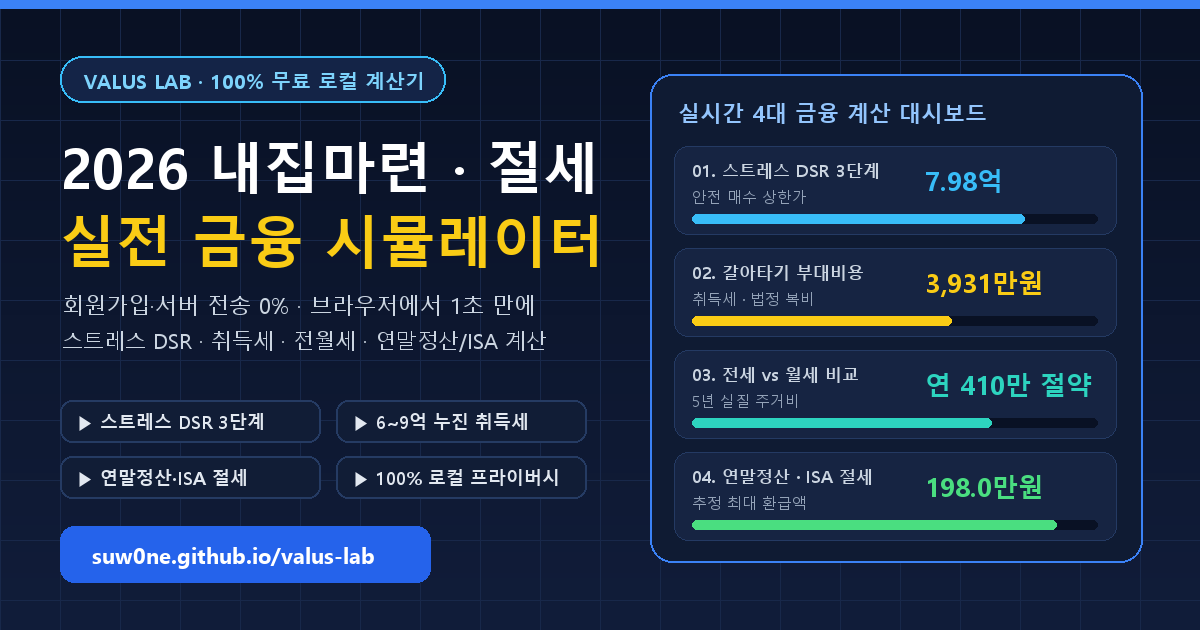 VALUS LAB · 100% 무료 로컬 계산기
2026 내집마련 · 절세
실전 금융 시뮬레이터
회원가입·서버 전송 0% · 브라우저에서 1초 만에
스트레스 DSR · 취득세 · 전월세 · 연말정산/ISA 계산
▶ 스트레스 DSR 3단계
▶ 6~9억 누진 취득세
▶ 연말정산·ISA 절세
▶ 100% 로컬 프라이버시
suw0ne.github.io/valus-lab
실시간 4대 금융 계산 대시보드
01. 스트레스 DSR 3단계
안전 매수 상한가
7.98억
02. 갈아타기 부대비용
취득세 · 법정 복비
3,931만원
03. 전세 vs 월세 비교
5년 실질 주거비
연 410만 절약
04. 연말정산 · ISA 절세
추정 최대 환급액
198.0만원